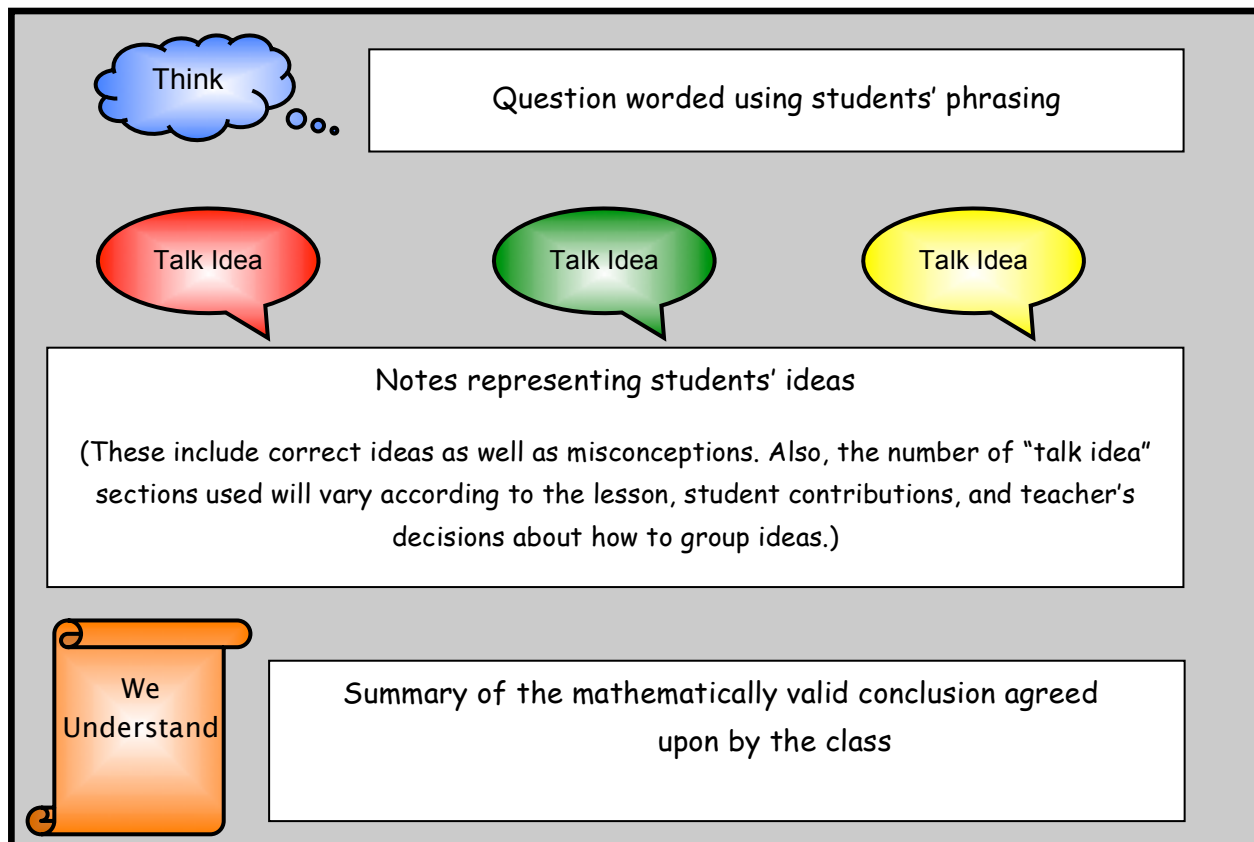 Think
Question worded using students’ phrasing
Talk Idea
Talk Idea
Talk Idea
Notes representing students’ ideas
(These include correct ideas as well as misconceptions. Also, the number of “talk idea”
sections used will vary according to the lesson, student contributions, and teacher’s
decisions about how to group ideas.)
We
Understand
Summary of the mathematically valid conclusion agreed
upon by the class